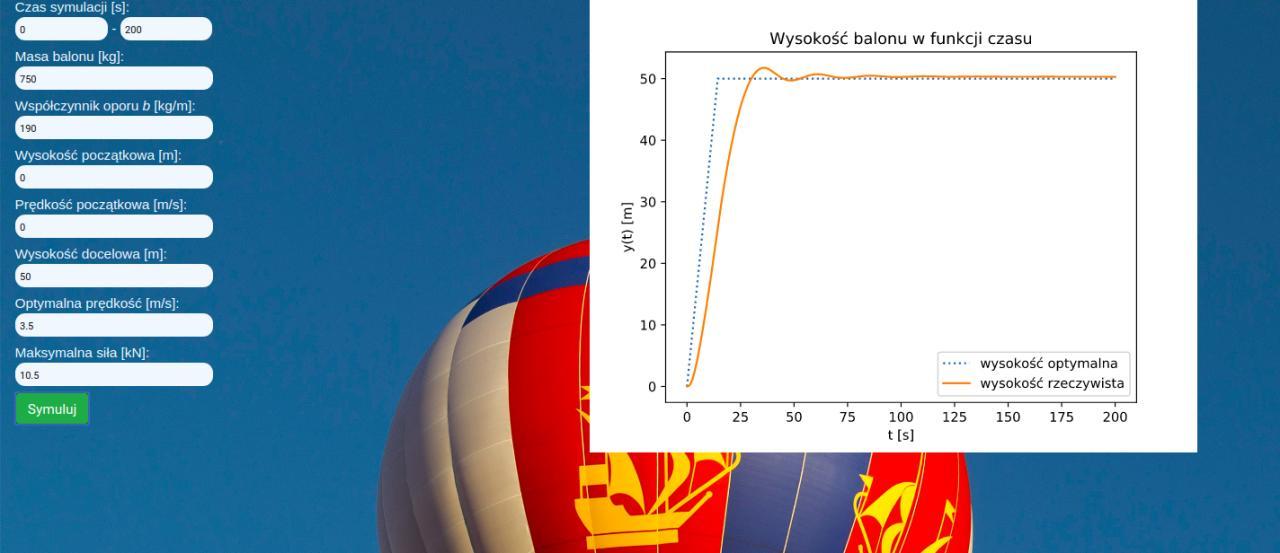 Czas symulacji [s]:
0 - 200
Masa balonu [kg]:
750
Współczynnik oporu b [kg/m]:
190
Wysokość początkowa [m]:
0
Prędkość początkowa [m/s]:
0
Wysokość docelowa [m]:
50
Optymalna prędkość [m/s]:
3.5
Maksymalna siła [kN]:
10.5
Symuluj
Wysokość balonu w funkcji czasu
y(t) [m]
50
40
30
20
10
0
wysokość optymalna
wysokość rzeczywista
0 25 50 75 100 125 150 175 200
t [s]